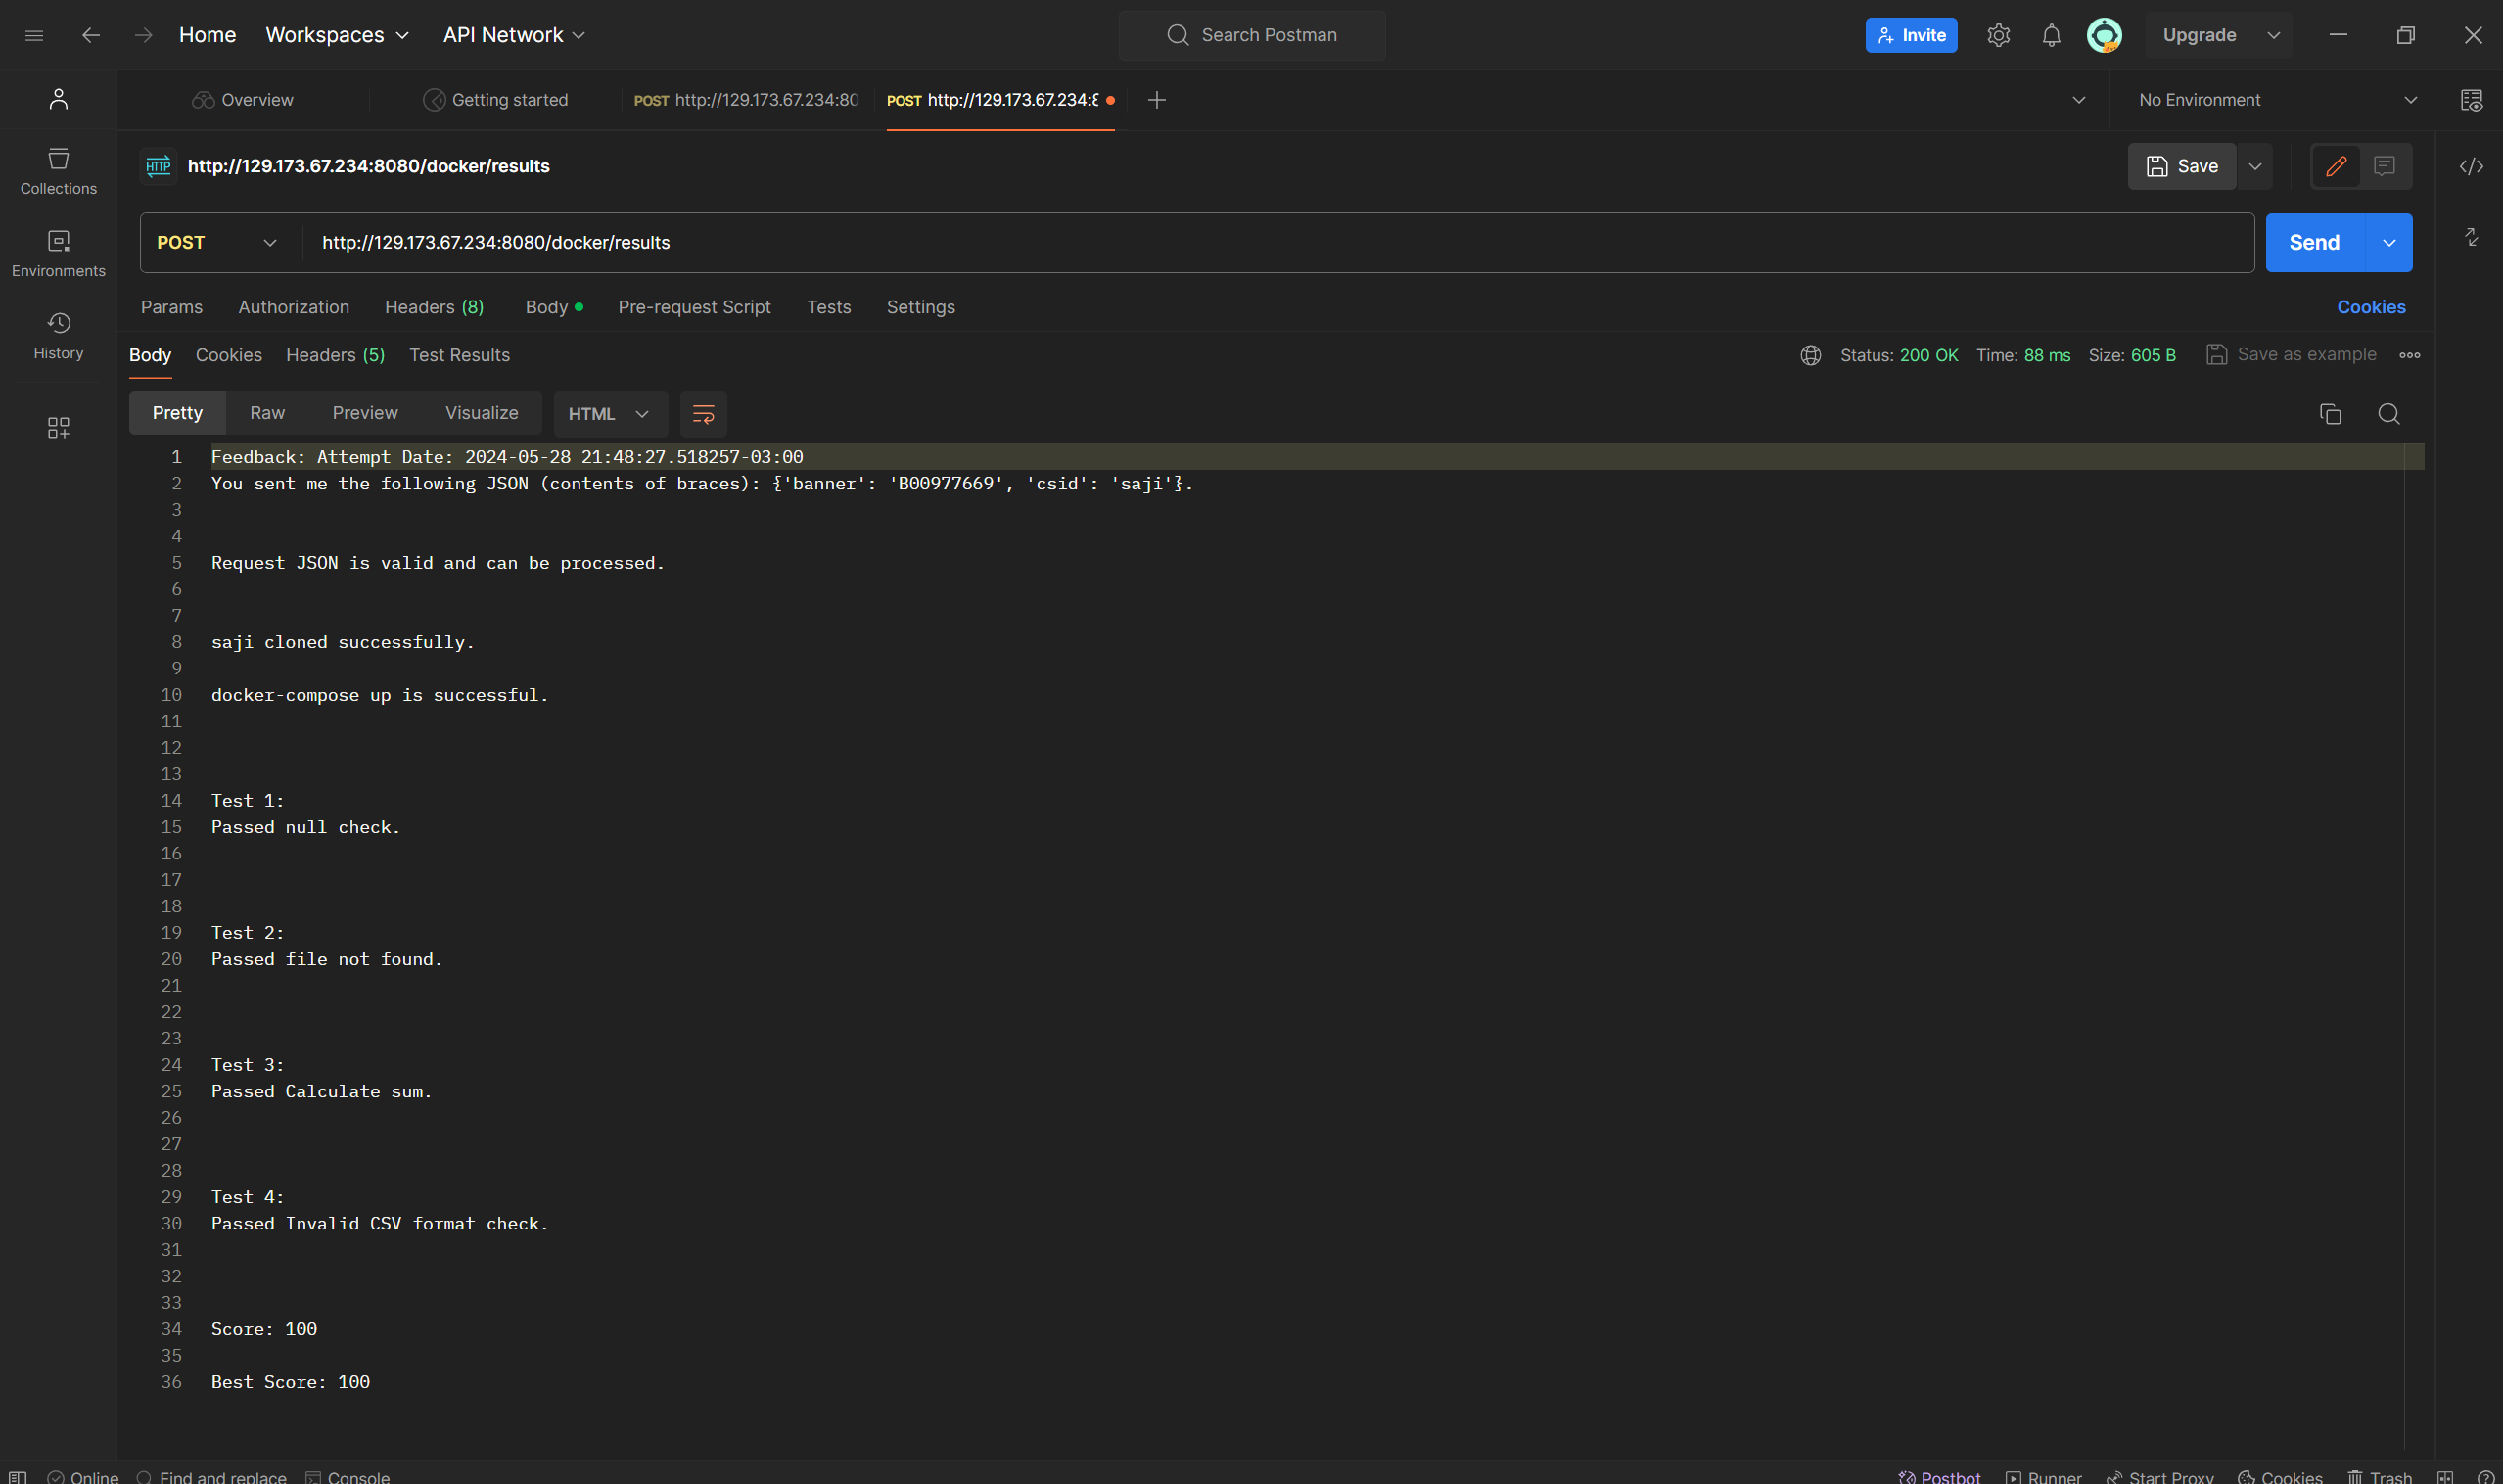 Home Workspaces API Network Search Postman Invite Upgrade
Overview Getting started POST http://129.173.67.234:80 POST http://129.173.67.234:8 No Environment
HTTP http://129.173.67.234:8080/docker/results Save
Collections
POST http://129.173.67.234:8080/docker/results Send
Environments
Params Authorization Headers (8) Body Pre-request Script Tests Settings Cookies
History
Body Cookies Headers (5) Test Results Status: 200 OK Time: 88 ms Size: 605 B Save as example
Pretty Raw Preview Visualize HTML
1 Feedback: Attempt Date: 2024-05-28 21:48:27.518257-03:00
2 You sent me the following JSON (contents of braces): {'banner': 'B00977669', 'csid': 'saji'}.
3
4
5 Request JSON is valid and can be processed.
6
7
8 saji cloned successfully.
9
10 docker-compose up is successful.
11
12
13
14 Test 1:
15 Passed null check.
16
17
18
19 Test 2:
20 Passed file not found.
21
22
23
24 Test 3:
25 Passed Calculate sum.
26
27
28
29 Test 4:
30 Passed Invalid CSV format check.
31
32
33
34 Score: 100
35
36 Best Score: 100
Online Find and replace Console Postbot Runner Start Proxy Cookies Trash